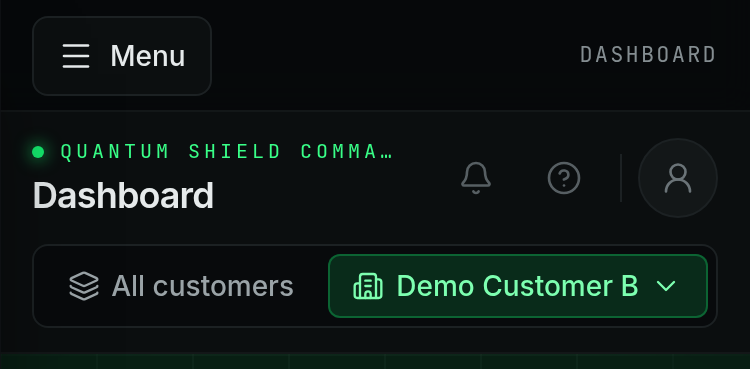 Menu
DASHBOARD
QUANTUM SHIELD COMMA…
Dashboard
All customers
Demo Customer B